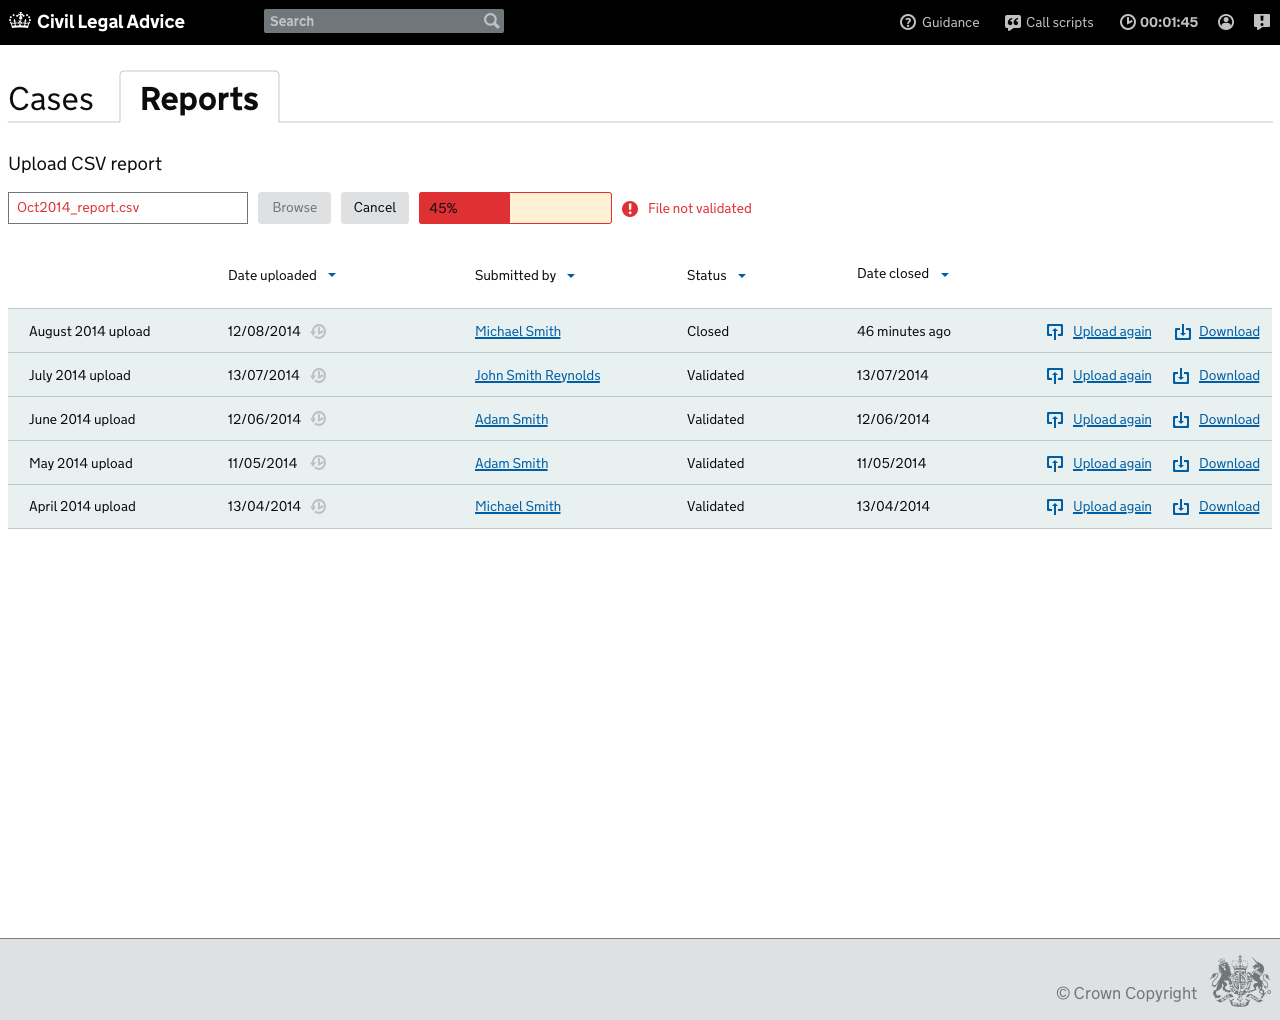 Civil Legal Advice Search Guidance Call scripts 00:01:45
Cases Reports
Upload CSV report
Oct2014_report.csv Browse Cancel 45% File not validated
Date uploaded Submitted by Status Date closed
August 2014 upload 12/08/2014 Michael Smith Closed 46 minutes ago Upload again Download
July 2014 upload 13/07/2014 John Smith Reynolds Validated 13/07/2014 Upload again Download
June 2014 upload 12/06/2014 Adam Smith Validated 12/06/2014 Upload again Download
May 2014 upload 11/05/2014 Adam Smith Validated 11/05/2014 Upload again Download
April 2014 upload 13/04/2014 Michael Smith Validated 13/04/2014 Upload again Download
© Crown Copyright